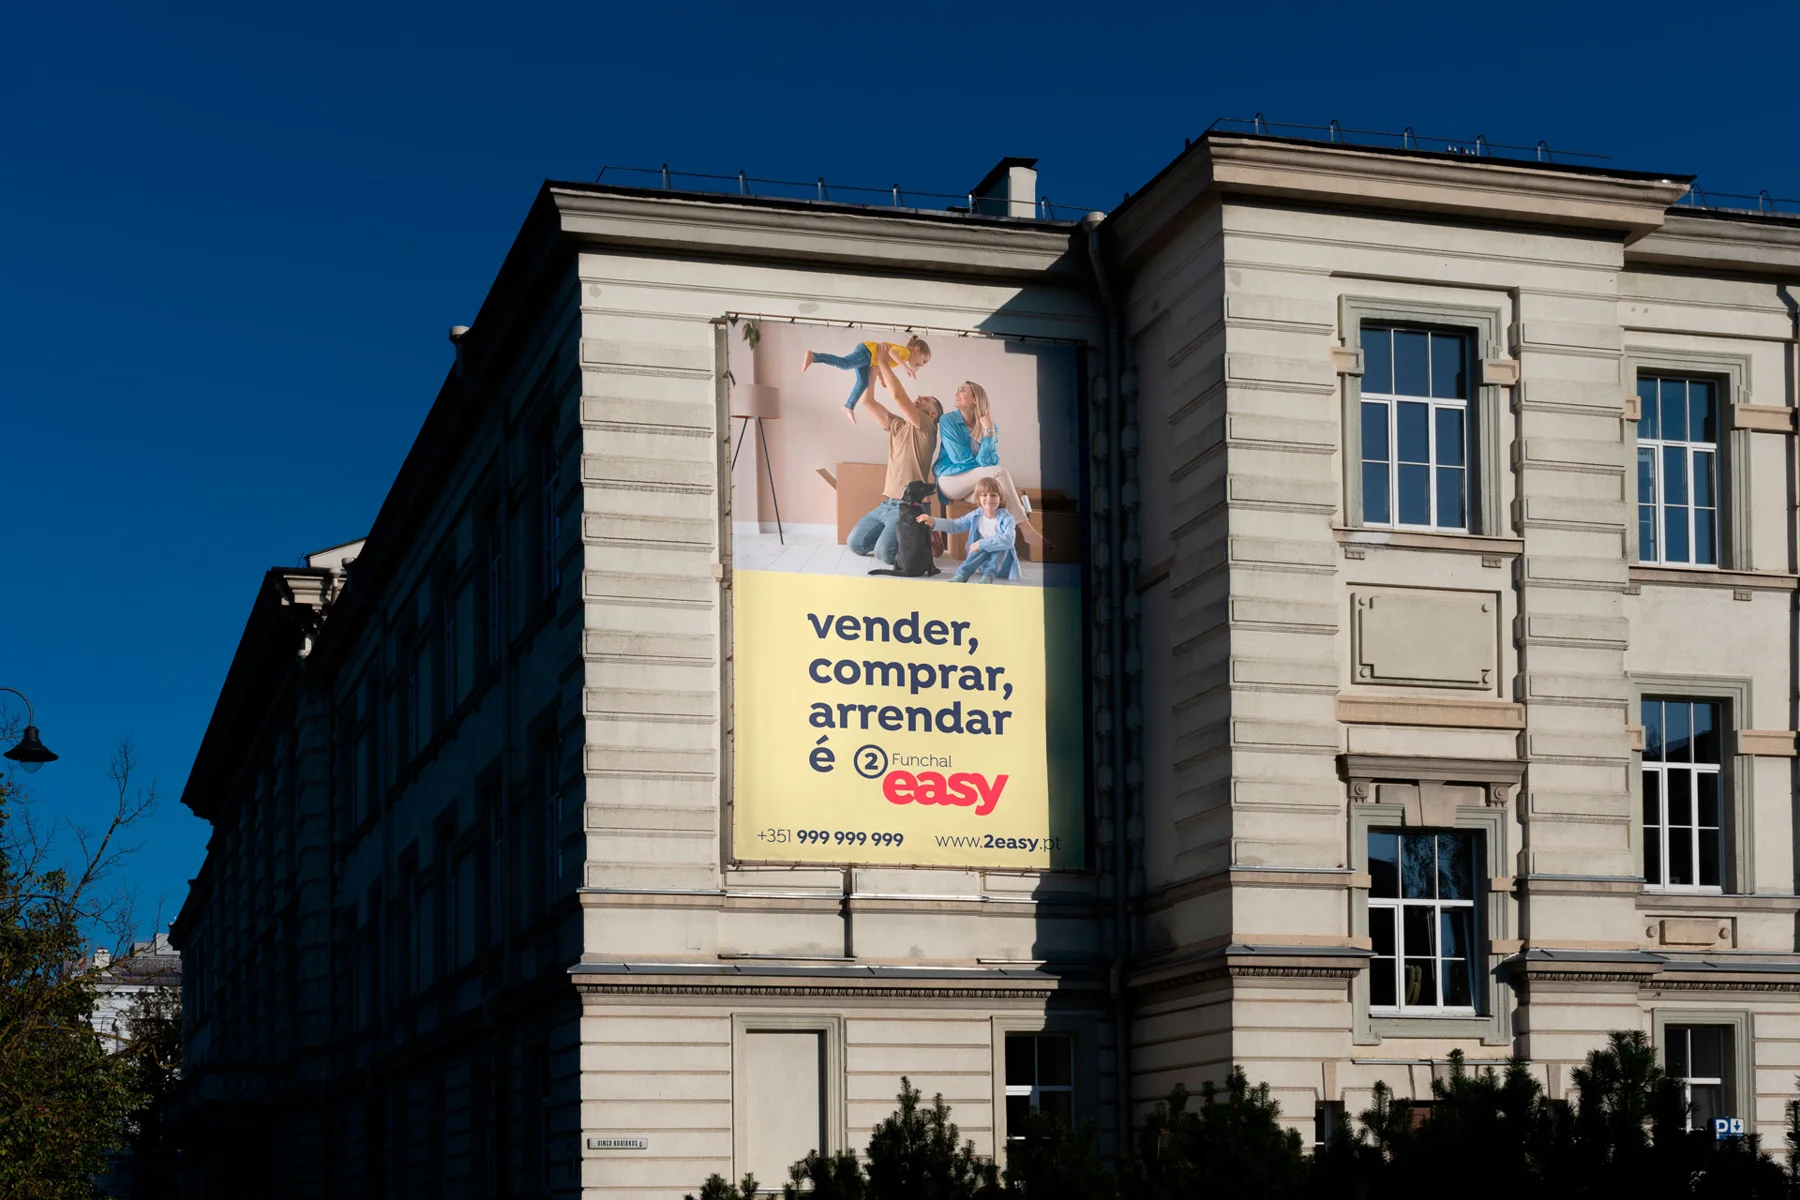 vender,
comprar,
arrendar
é 2 Funchal
easy
+351 999 999 999 www.2easy.pt
P